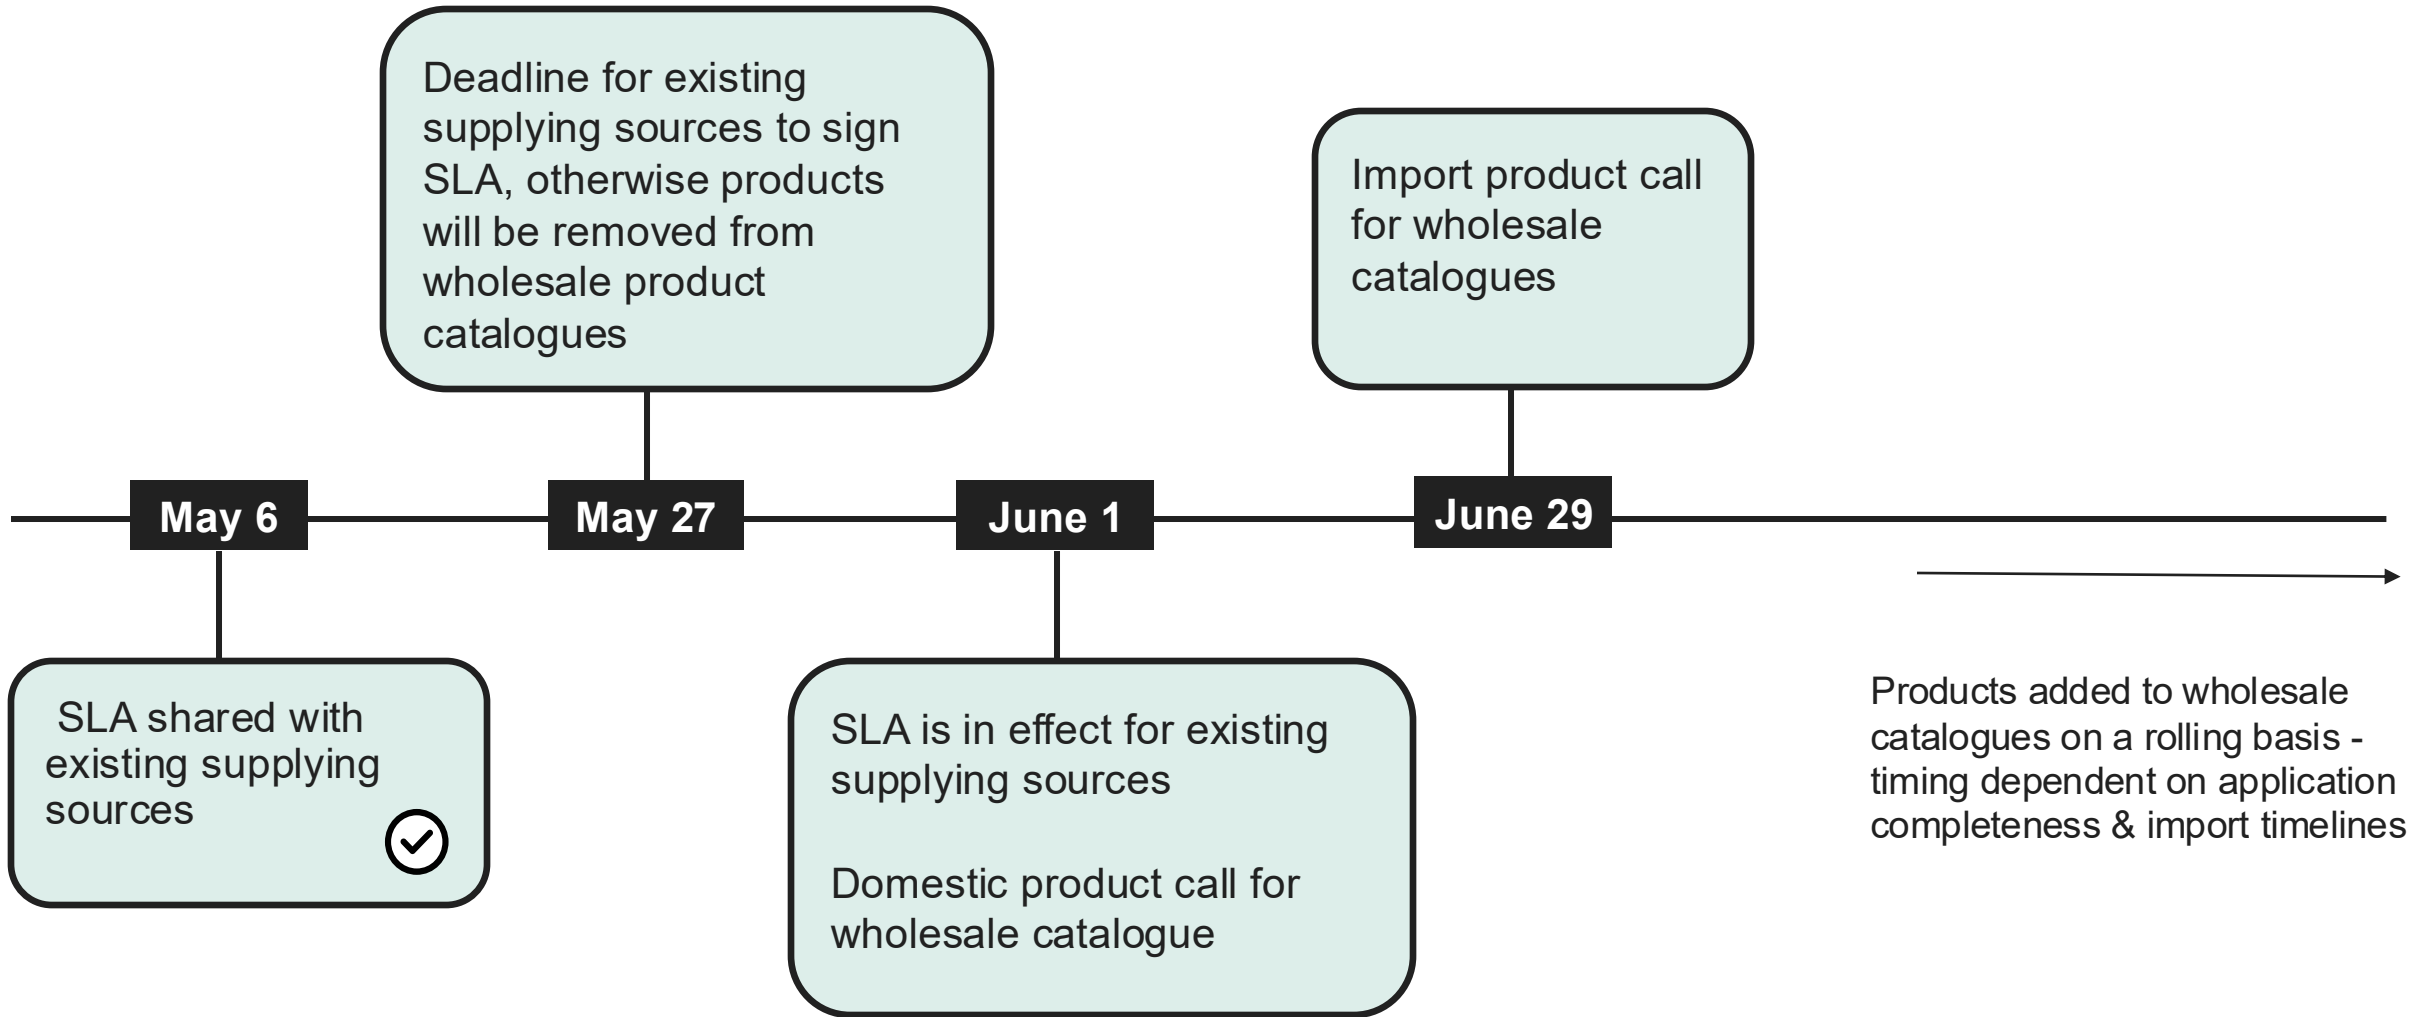 Deadline for existing
supplying sources to sign
SLA, otherwise products
will be removed from
wholesale product
catalogues
Import product call
for wholesale
catalogues
May 6
May 27
June 1
June 29
SLA shared with
existing supplying
sources
SLA is in effect for existing
supplying sources
Domestic product call for
wholesale catalogue
Products added to wholesale
catalogues on a rolling basis -
timing dependent on application
completeness & import timelines